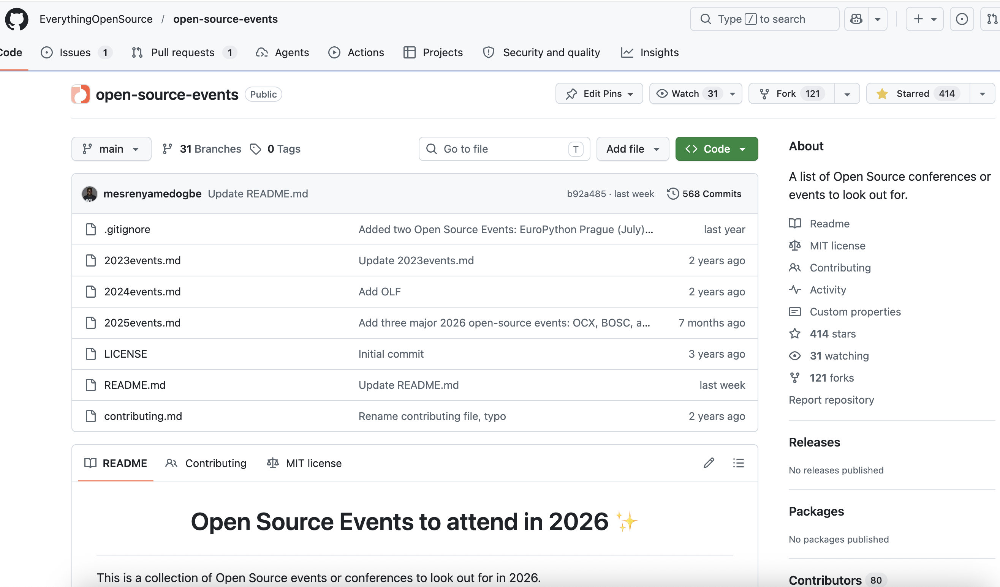 EverythingOpenSource / open-source-events
Type / to search
Code Issues 1 Pull requests 1 Agents Actions Projects Security and quality Insights
open-source-events Public
Edit Pins Watch 31 Fork 121 Starred 414
main 31 Branches 0 Tags
Go to file T Add file Code
mesrenyamedogbe Update README.md b92a485 · last week 568 Commits
.gitignore Added two Open Source Events: EuroPython Prague (July)... last year
2023events.md Update 2023events.md 2 years ago
2024events.md Add OLF 2 years ago
2025events.md Add three major 2026 open-source events: OCX, BOSC, a... 7 months ago
LICENSE Initial commit 3 years ago
README.md Update README.md last week
contributing.md Rename contributing file, typo 2 years ago
README Contributing MIT license
Open Source Events to attend in 2026 ✨
This is a collection of Open Source events or conferences to look out for in 2026.
About
A list of Open Source conferences or
events to look out for.
Readme
MIT license
Contributing
Activity
Custom properties
414 stars
31 watching
121 forks
Report repository
Releases
No releases published
Packages
No packages published
Contributors 80